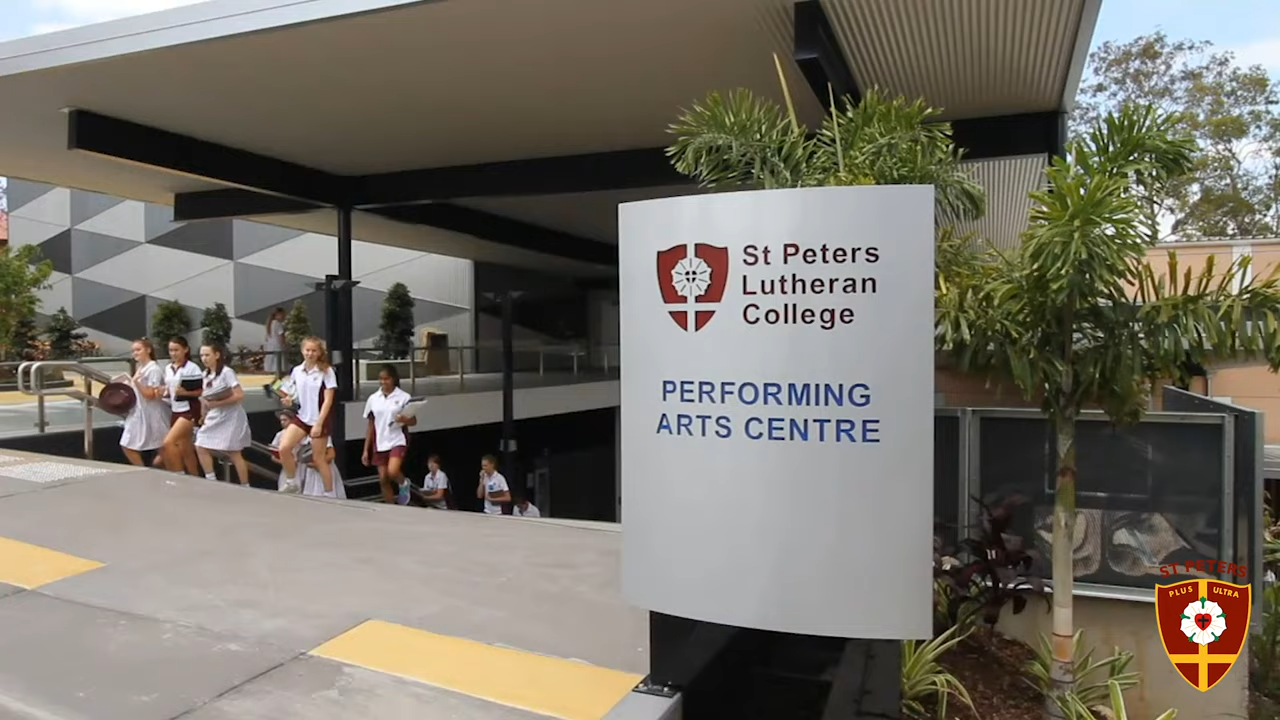 St Peters
Lutheran
College
PERFORMING
ARTS CENTRE
ST PETERS
PLUS ULTRA